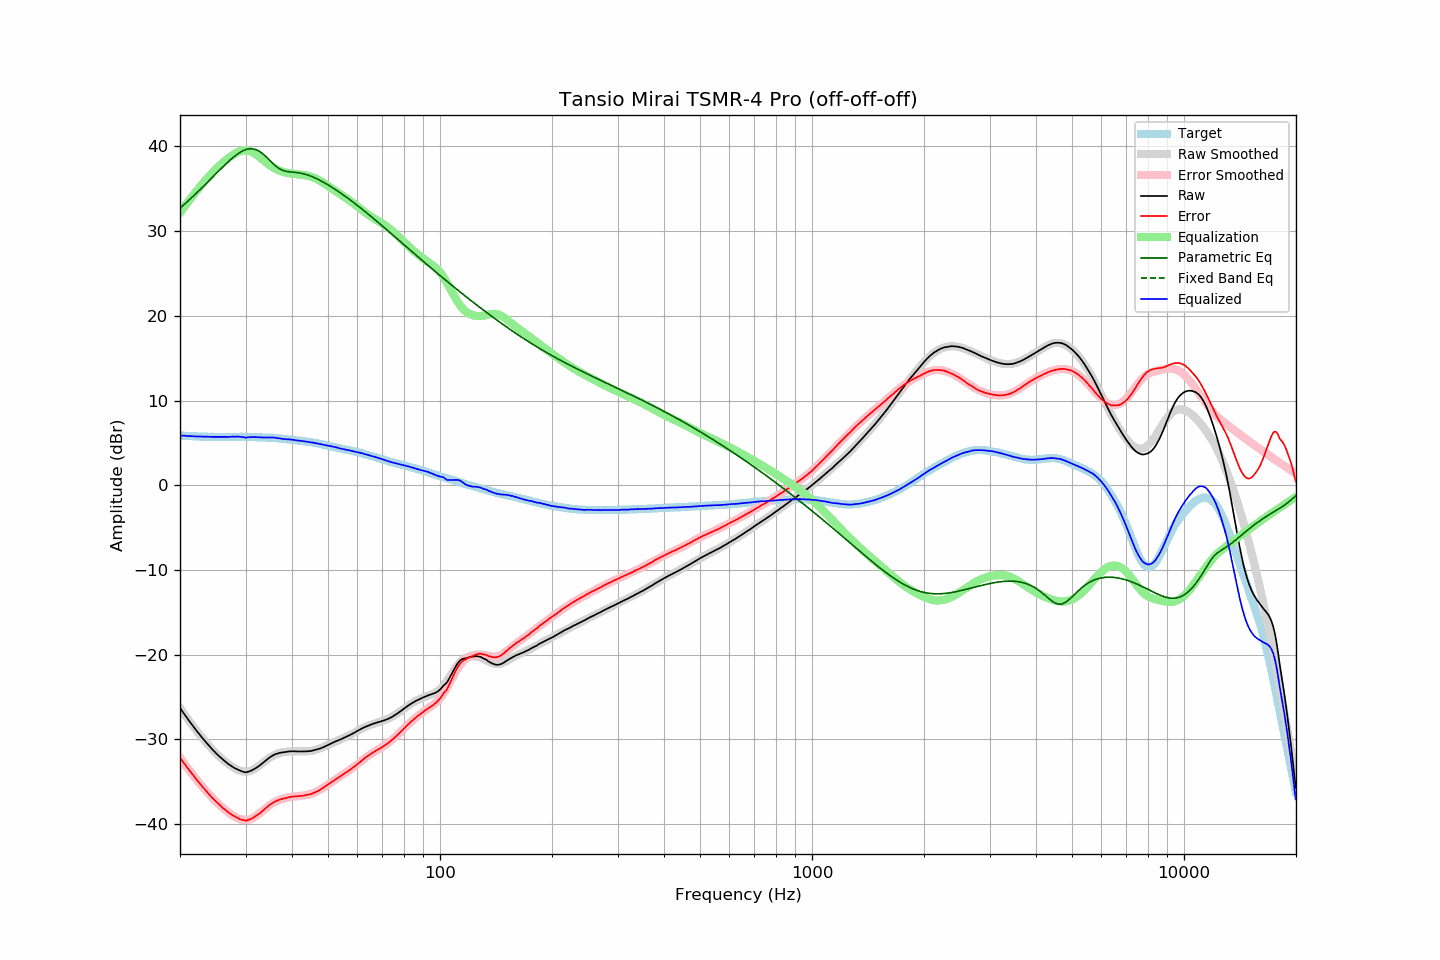 Tansio Mirai TSMR-4 Pro (off-off-off)
40
30
20
10
0
−10
−20
−30
−40
Amplitude (dBr)
100
1000
10000
Frequency (Hz)
Target
Raw Smoothed
Error Smoothed
Raw
Error
Equalization
Parametric Eq
Fixed Band Eq
Equalized